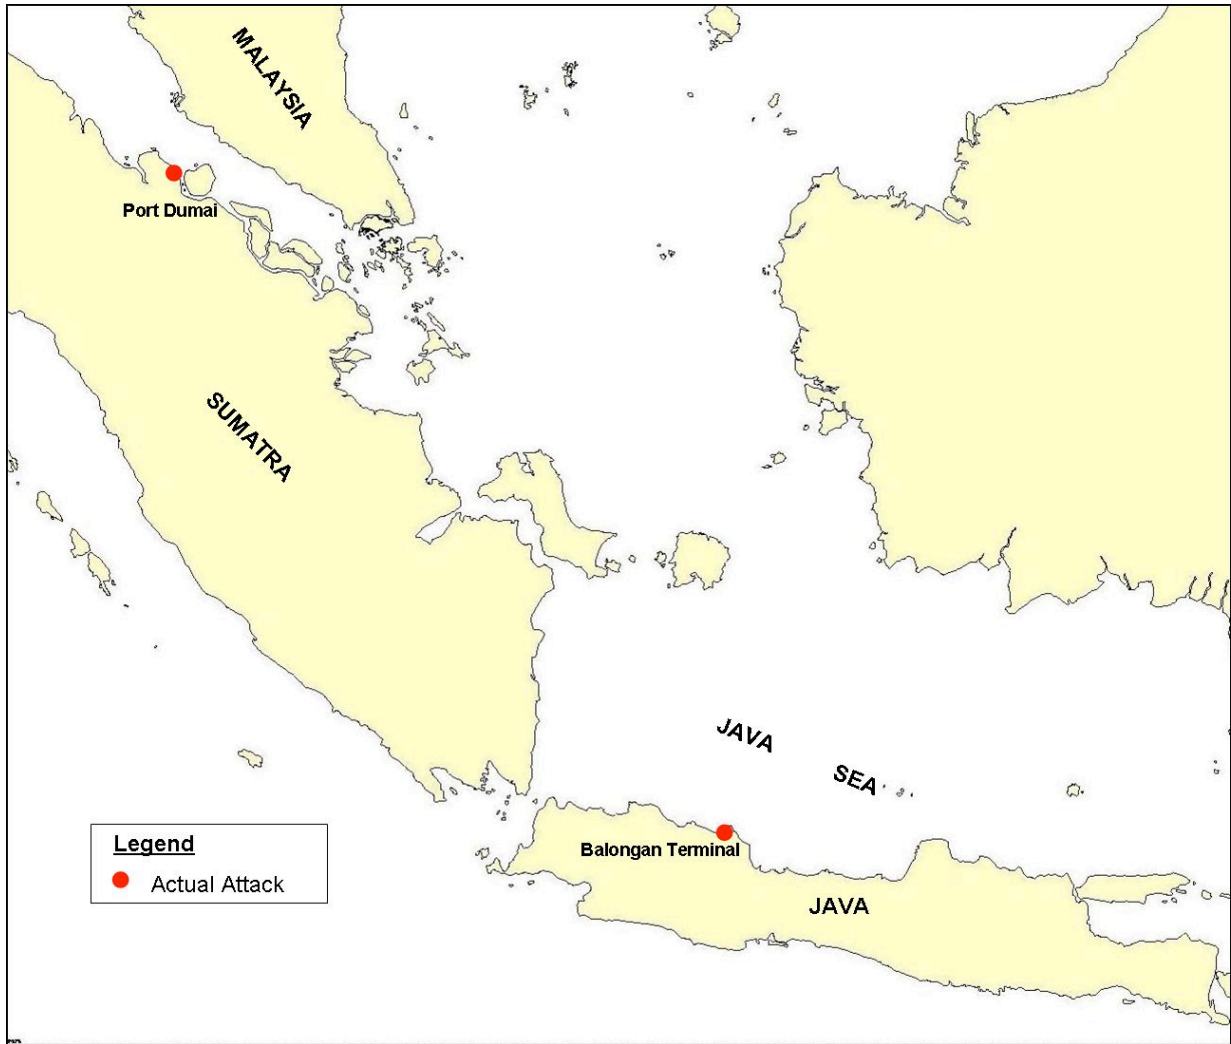 MALAYSIA
Port Dumai
SUMATRA
JAVA
SEA
Legend
Actual Attack
Balongan Terminal
JAVA